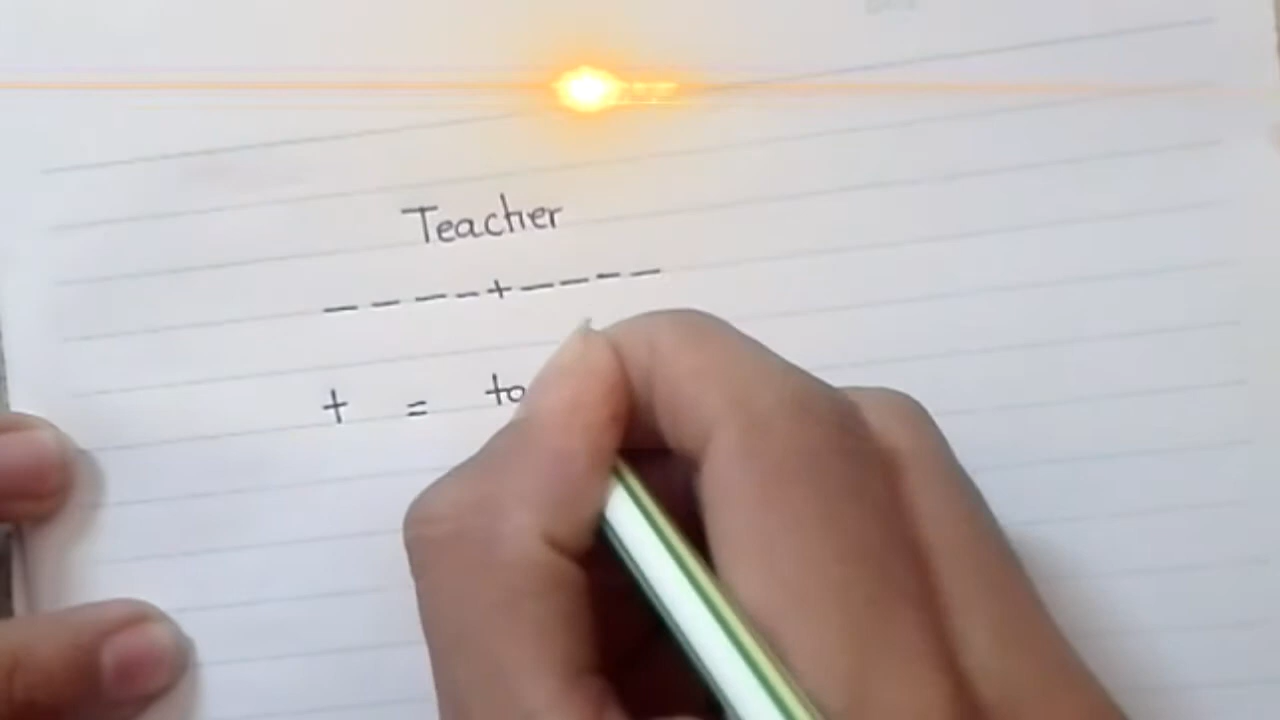 Teacher
----+----
t = to